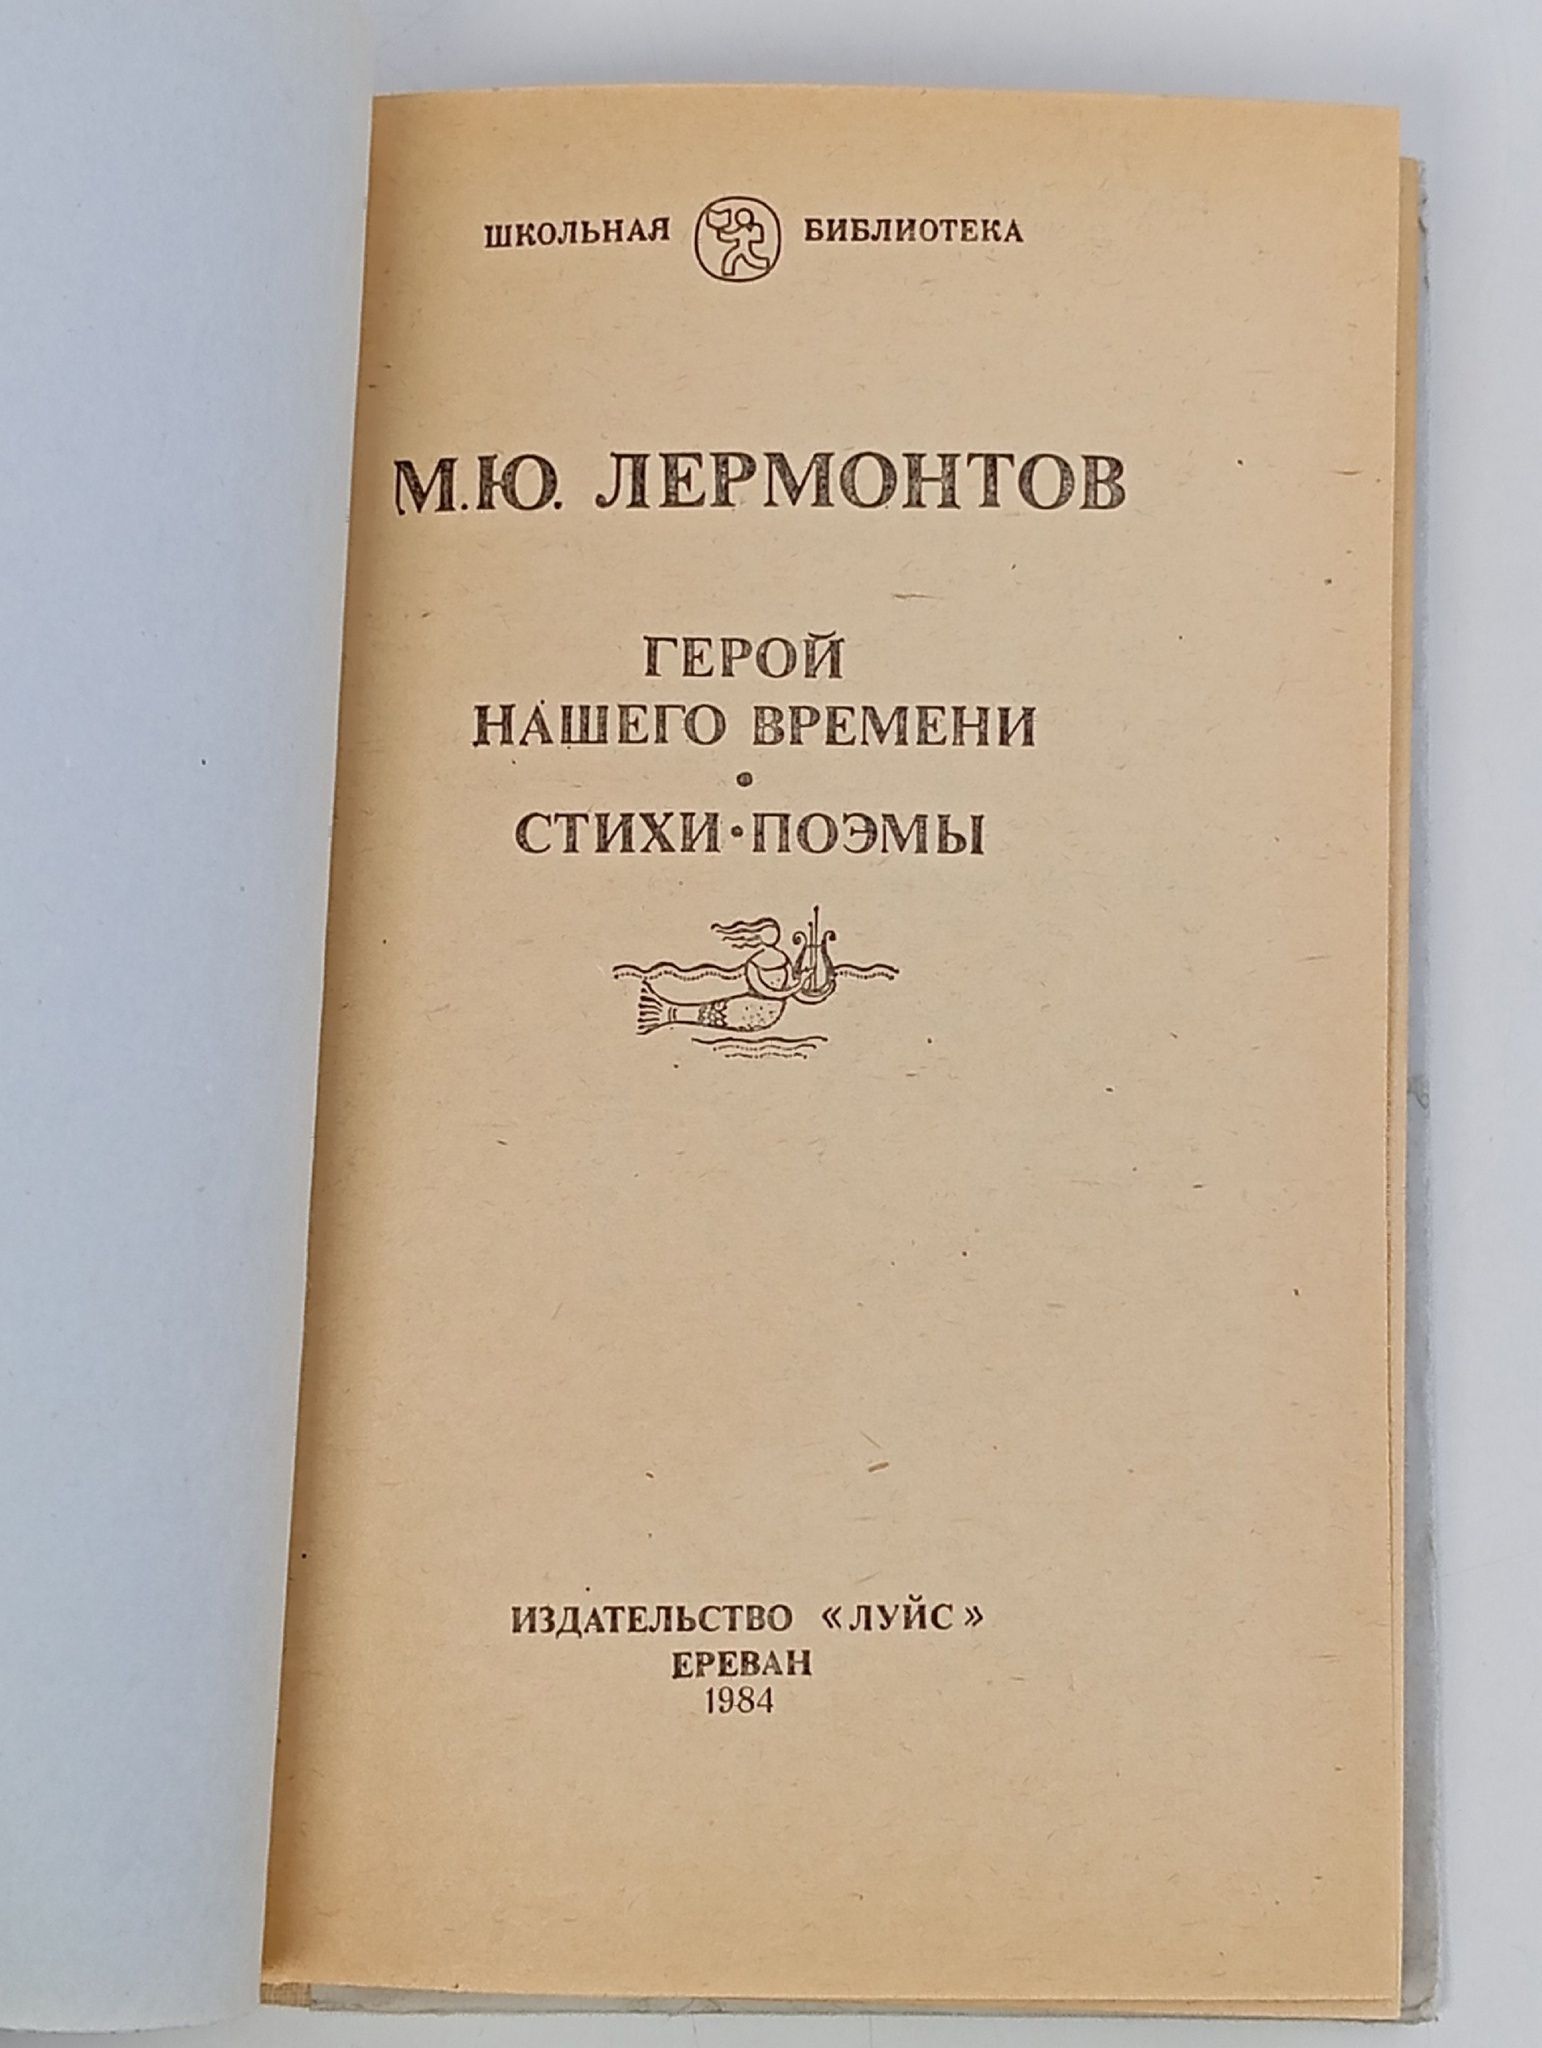 ШКОЛЬНАЯ БИБЛИОТЕКА
М.Ю. ЛЕРМОНТОВ
ГЕРОЙ
НАШЕГО ВРЕМЕНИ
•
СТИХИ•ПОЭМЫ
ИЗДАТЕЛЬСТВО «ЛУЙС»
ЕРЕВАН
1984